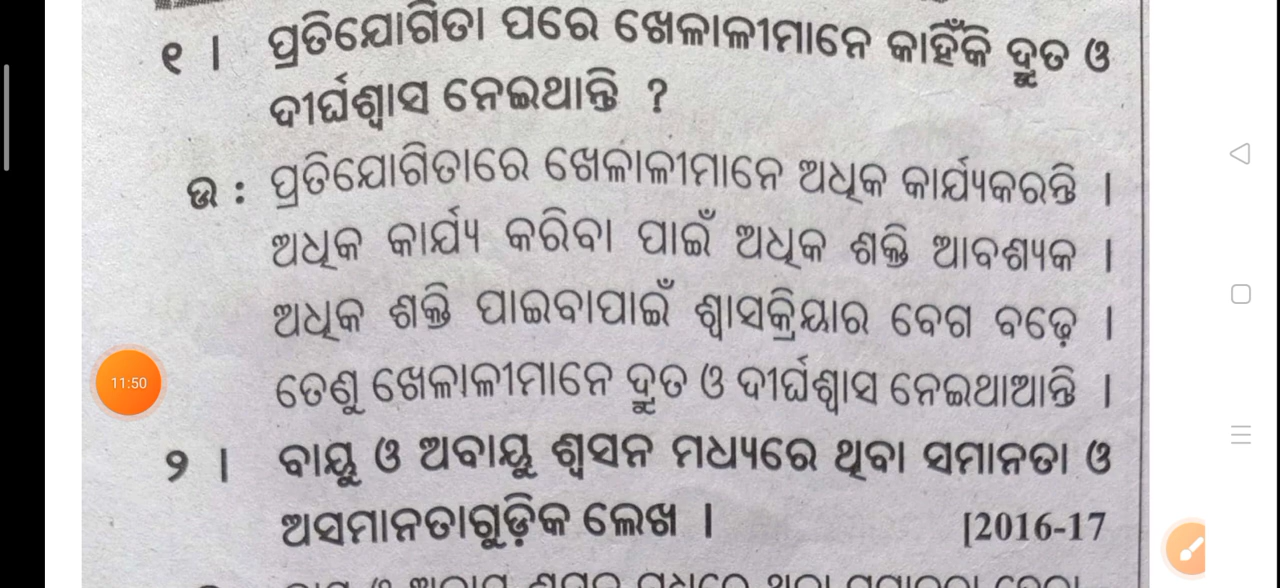 ୧ । ପ୍ରତିଯୋଗିତା ପରେ ଖେଳାଳୀମାନେ କାହିଁକି ଦ୍ରୁତ ଓ
ଦୀର୍ଘଶ୍ୱାସ ନେଇଥାନ୍ତି ?
ଉ : ପ୍ରତିଯୋଗିତାରେ ଖେଳାଳୀମାନେ ଅଧିକ କାର୍ଯ୍ୟକରନ୍ତି ।
ଅଧିକ କାର୍ଯ୍ୟ କରିବା ପାଇଁ ଅଧିକ ଶକ୍ତି ଆବଶ୍ୟକ ।
ଅଧିକ ଶକ୍ତି ପାଇବାପାଇଁ ଶ୍ୱାସକ୍ରିୟାର ବେଗ ବଢ଼େ ।
11:50
ତେଣୁ ଖେଳାଳୀମାନେ ଦ୍ରୁତ ଓ ଦୀର୍ଘଶ୍ୱାସ ନେଇଥାଆନ୍ତି ।
୨ । ବାୟୁ ଓ ଅବାୟୁ ଶ୍ୱସନ ମଧ୍ୟରେ ଥିବା ସମାନତା ଓ
ଅସମାନତାଗୁଡ଼ିକ ଲେଖ । [2016-17